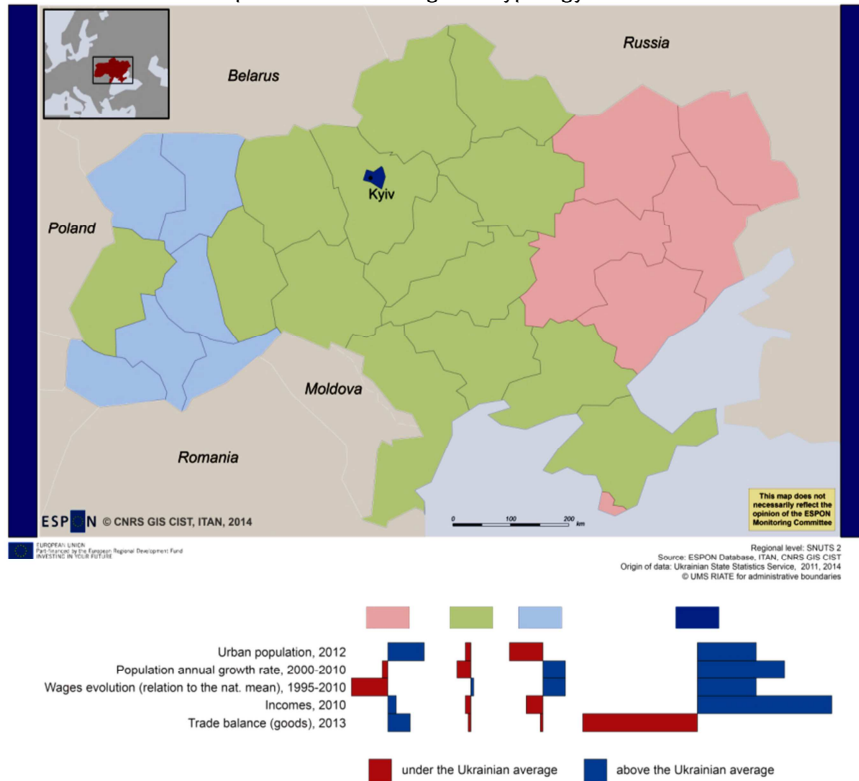 Russia
Belarus
Kyiv
Poland
Moldova
Romania
ESPON © CNRS GIS CIST, ITAN, 2014
0 100 200 km
This map does not
necessarily reflect the
opinion of the ESPON
Monitoring Committee
EUROPEAN UNION
Part-financed by the European Regional Development Fund
INVESTING IN YOUR FUTURE
Regional level: SNUTS 2
Source: ESPON Database, ITAN, CNRS GIS CIST
Origin of data: Ukrainian State Statistics Service, 2011, 2014
© UMS RIATE for administrative boundaries
Urban population, 2012
Population annual growth rate, 2000-2010
Wages evolution (relation to the nat. mean), 1995-2010
Incomes, 2010
Trade balance (goods), 2013
under the Ukrainian average
above the Ukrainian average